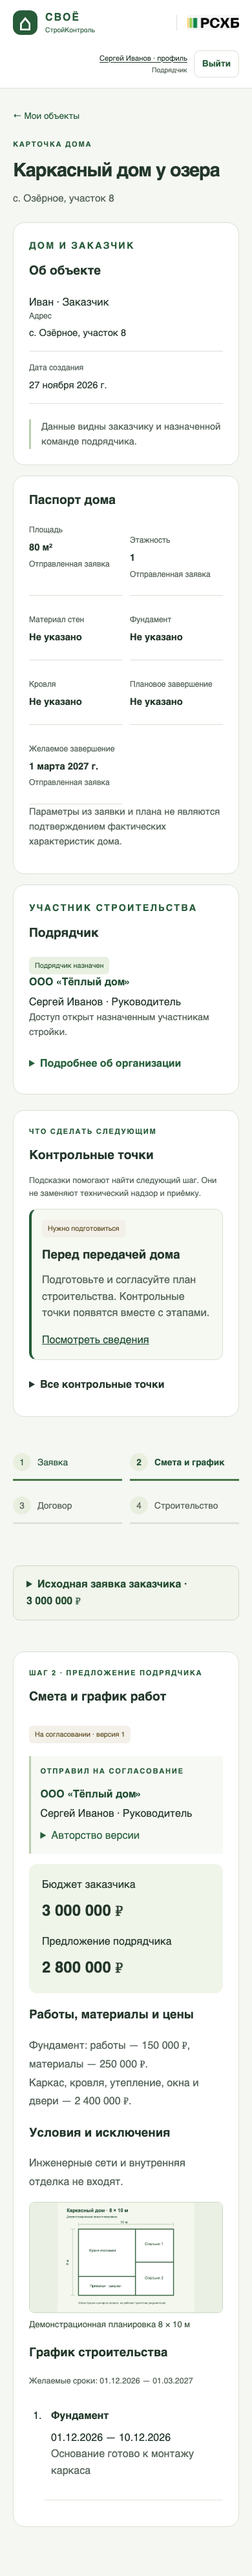 СВОЁ
СтройКонтроль
РСХБ
Сергей Иванов · профиль
Подрядчик
Выйти
← Мои объекты
КАРТОЧКА ДОМА
Каркасный дом у озера
с. Озёрное, участок 8
ДОМ И ЗАКАЗЧИК
Об объекте
Иван · Заказчик
Адрес
с. Озёрное, участок 8
Дата создания
27 ноября 2026 г.
Данные видны заказчику и назначенной
команде подрядчика.
Паспорт дома
Площадь
80 м²
Отправленная заявка
Этажность
1
Отправленная заявка
Материал стен
Не указано
Фундамент
Не указано
Кровля
Не указано
Плановое завершение
Не указано
Желаемое завершение
1 марта 2027 г.
Отправленная заявка
Параметры из заявки и плана не являются
подтверждением фактических
характеристик дома.
УЧАСТНИК СТРОИТЕЛЬСТВА
Подрядчик
Подрядчик назначен
ООО «Тёплый дом»
Сергей Иванов · Руководитель
Доступ открыт назначенным участникам
стройки.
▶ Подробнее об организации
ЧТО СДЕЛАТЬ СЛЕДУЮЩИМ
Контрольные точки
Подсказки помогают найти следующий шаг. Они
не заменяют технический надзор и приёмку.
Нужно подготовиться
Перед передачей дома
Подготовьте и согласуйте план
строительства. Контрольные
точки появятся вместе с этапами.
Посмотреть сведения
▶ Все контрольные точки
1 Заявка
2 Смета и график
3 Договор
4 Строительство
▶ Исходная заявка заказчика ·
3 000 000 ₽
ШАГ 2 · ПРЕДЛОЖЕНИЕ ПОДРЯДЧИКА
Смета и график работ
На согласовании · версия 1
ОТПРАВИЛ НА СОГЛАСОВАНИЕ
ООО «Тёплый дом»
Сергей Иванов · Руководитель
▶ Авторство версии
Бюджет заказчика
3 000 000 ₽
Предложение подрядчика
2 800 000 ₽
Работы, материалы и цены
Фундамент: работы — 150 000 ₽,
материалы — 250 000 ₽.
Каркас, кровля, утепление, окна и
двери — 2 400 000 ₽.
Условия и исключения
Инженерные сети и внутренняя
отделка не входят.
Каркасный дом · 8 × 10 м
Спальня 1
Спальня 2
Демонстрационная планировка 8 × 10 м
График строительства
Желаемые сроки: 01.12.2026 — 01.03.2027
1. Фундамент
01.12.2026 — 10.12.2026
Основание готово к монтажу
каркаса